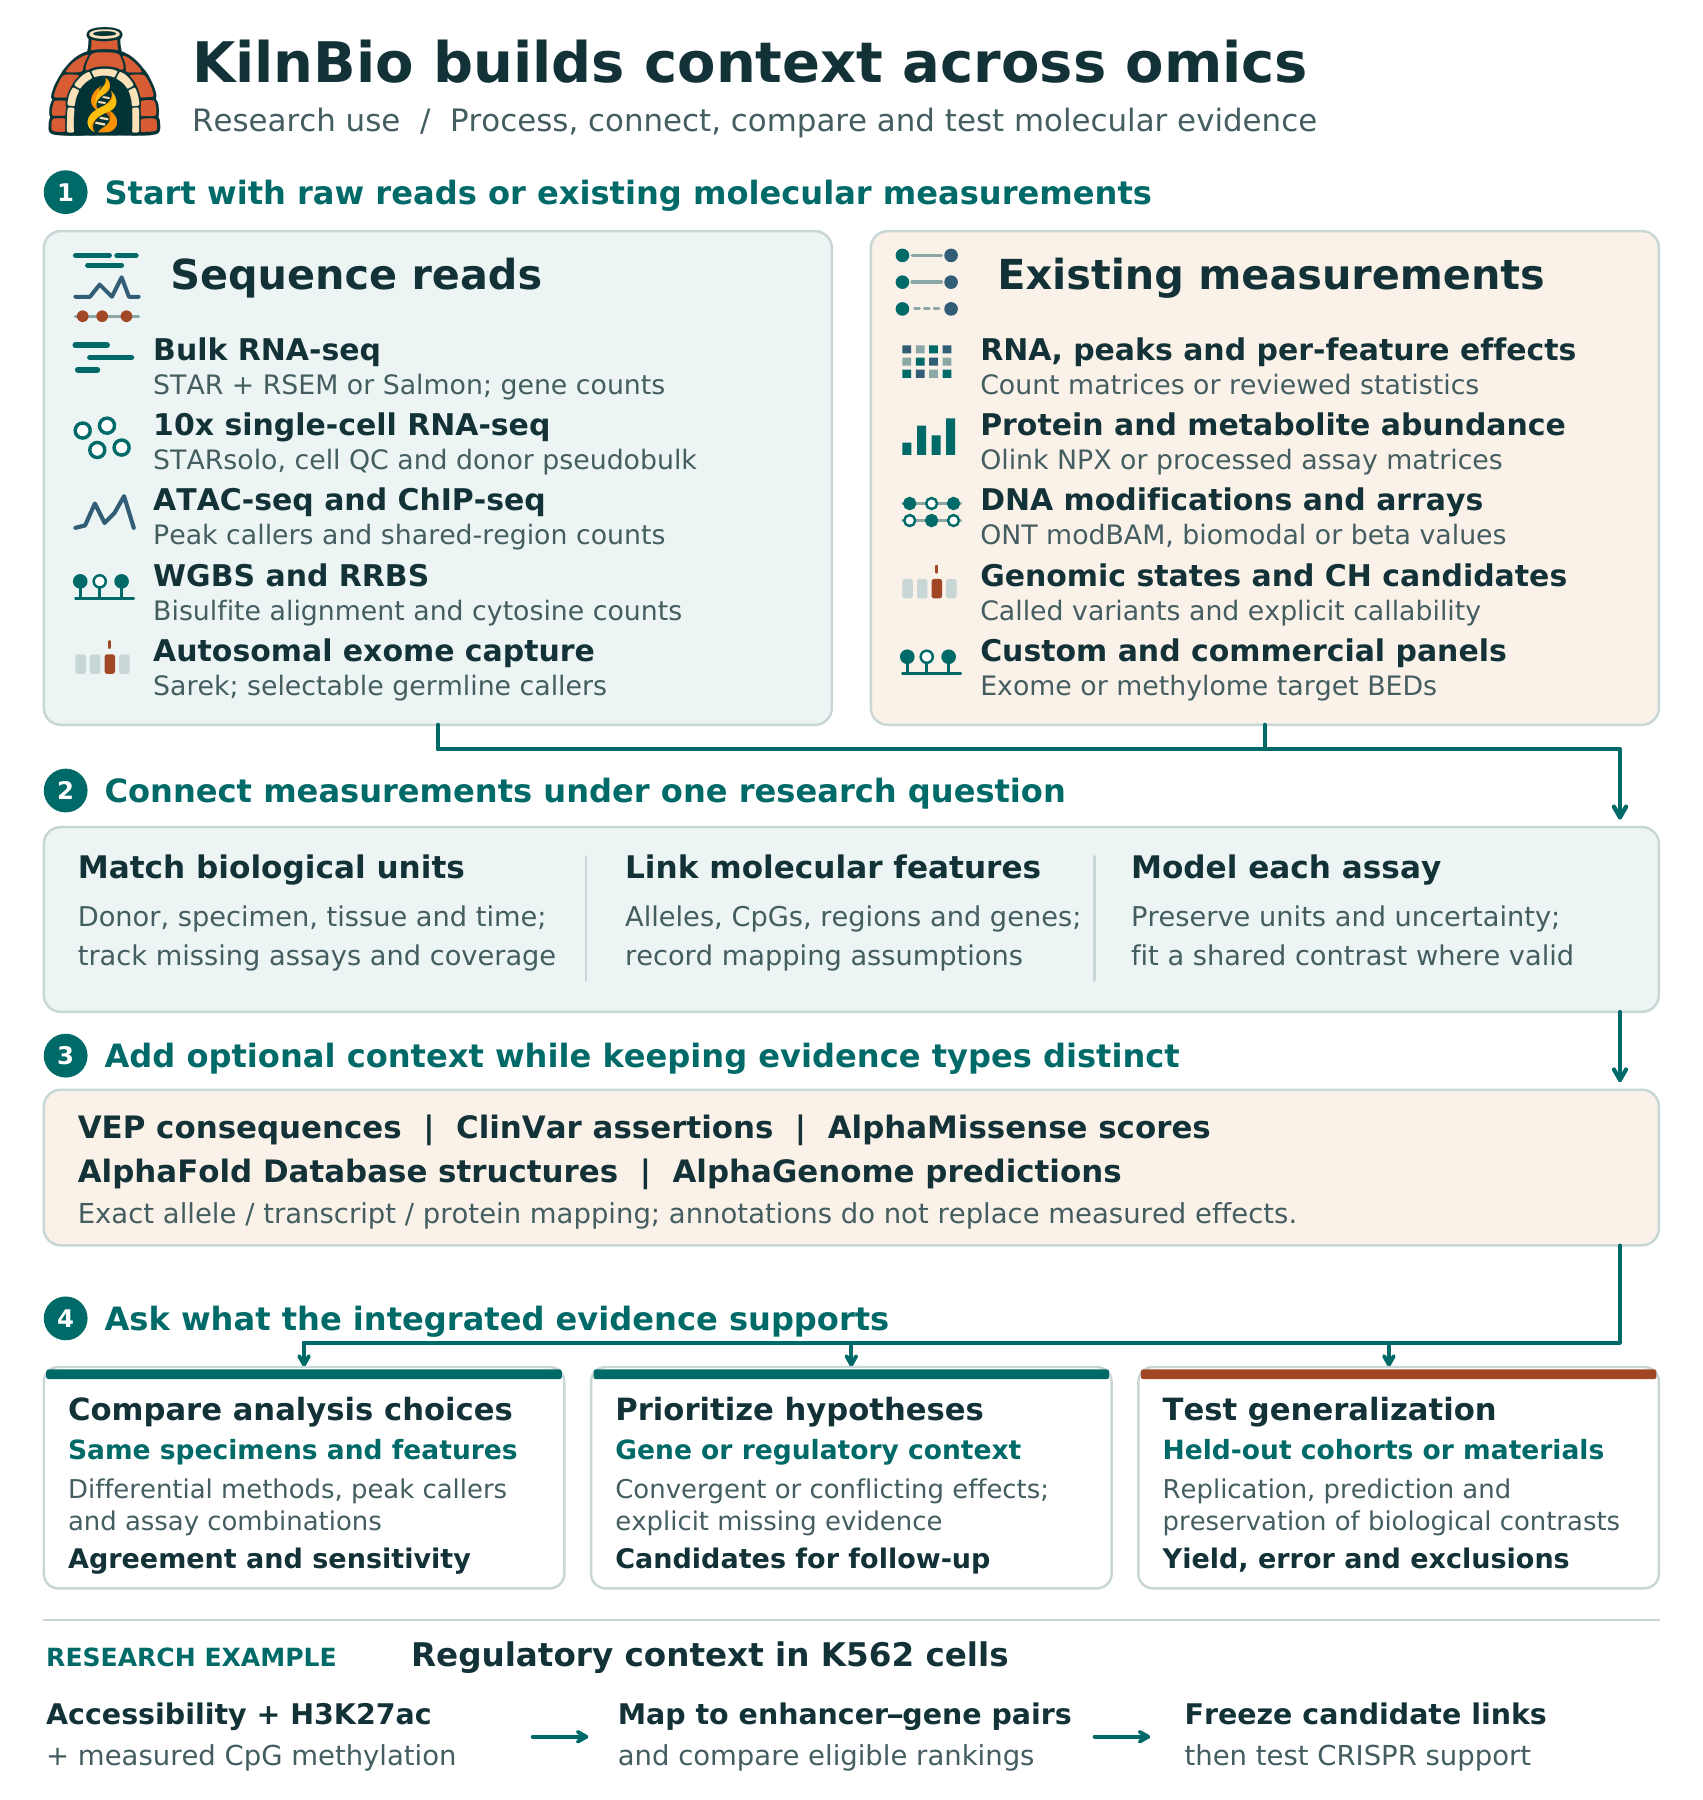 KilnBio builds context across omics
Research use / Process, connect, compare and test molecular evidence
1 Start with raw reads or existing molecular measurements
Sequence reads
Bulk RNA-seq
STAR + RSEM or Salmon; gene counts
10x single-cell RNA-seq
STARsolo, cell QC and donor pseudobulk
ATAC-seq and ChIP-seq
Peak callers and shared-region counts
WGBS and RRBS
Bisulfite alignment and cytosine counts
Autosomal exome capture
Sarek; selectable germline callers
Existing measurements
RNA, peaks and per-feature effects
Count matrices or reviewed statistics
Protein and metabolite abundance
Olink NPX or processed assay matrices
DNA modifications and arrays
ONT modBAM, biomodal or beta values
Genomic states and CH candidates
Called variants and explicit callability
Custom and commercial panels
Exome or methylome target BEDs
2 Connect measurements under one research question
Match biological units
Donor, specimen, tissue and time;
track missing assays and coverage
Link molecular features
Alleles, CpGs, regions and genes;
record mapping assumptions
Model each assay
Preserve units and uncertainty;
fit a shared contrast where valid
3 Add optional context while keeping evidence types distinct
VEP consequences | ClinVar assertions | AlphaMissense scores
AlphaFold Database structures | AlphaGenome predictions
Exact allele / transcript / protein mapping; annotations do not replace measured effects.
4 Ask what the integrated evidence supports
Compare analysis choices
Same specimens and features
Differential methods, peak callers
and assay combinations
Agreement and sensitivity
Prioritize hypotheses
Gene or regulatory context
Convergent or conflicting effects;
explicit missing evidence
Candidates for follow-up
Test generalization
Held-out cohorts or materials
Replication, prediction and
preservation of biological contrasts
Yield, error and exclusions
RESEARCH EXAMPLE Regulatory context in K562 cells
Accessibility + H3K27ac
+ measured CpG methylation
Map to enhancer–gene pairs
and compare eligible rankings
Freeze candidate links
then test CRISPR support